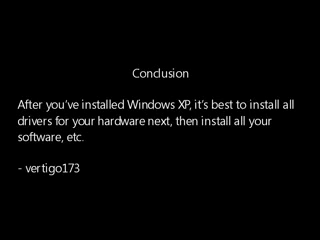 Conclusion
After you've installed Windows XP, it's best to install all
drivers for your hardware next, then install all your
software, etc.
- vertigo173